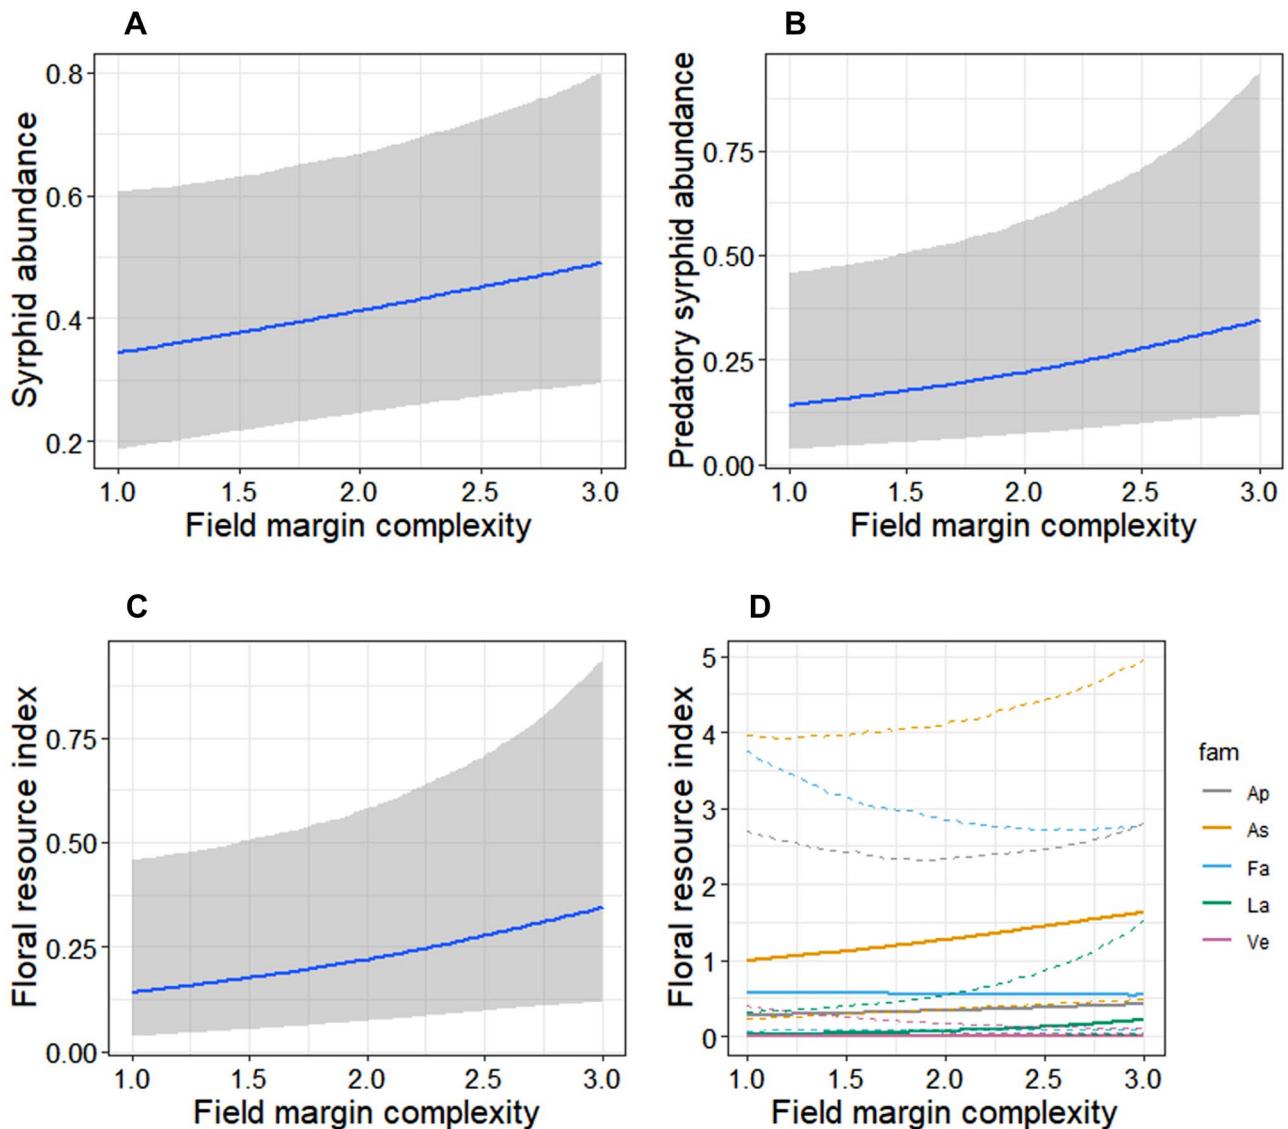 A
Syrphid abundance
0.8
0.6
0.4
0.2
1.0 1.5 2.0 2.5 3.0
Field margin complexity
B
Predatory syrphid abundance
0.75
0.50
0.25
0.00
1.0 1.5 2.0 2.5 3.0
Field margin complexity
C
Floral resource index
0.75
0.50
0.25
0.00
1.0 1.5 2.0 2.5 3.0
Field margin complexity
D
Floral resource index
5
4
3
2
1
0
1.0 1.5 2.0 2.5 3.0
Field margin complexity
fam
Ap
As
Fa
La
Ve